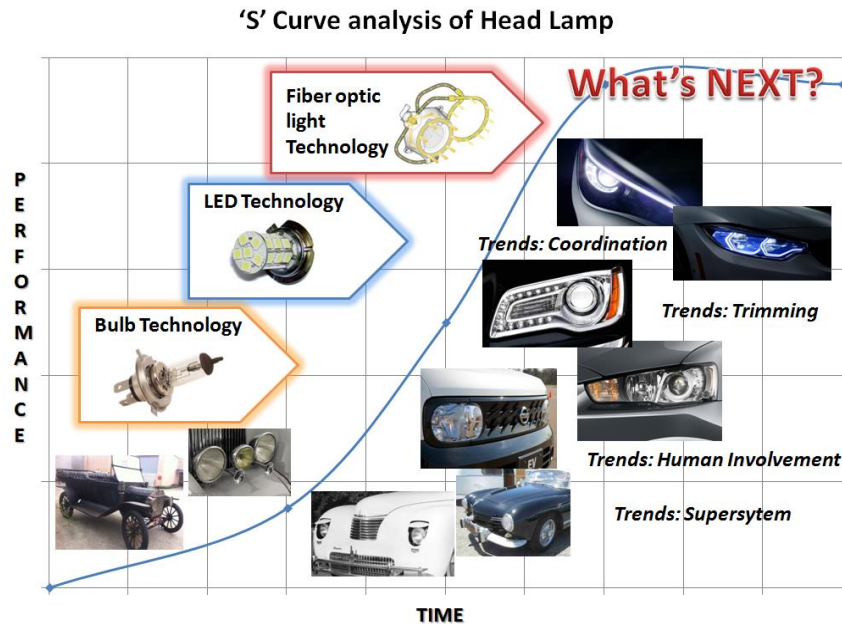 ‘S’ Curve analysis of Head Lamp
What’s NEXT?
Fiber optic
light
Technology
LED Technology
Bulb Technology
Trends: Coordination
Trends: Trimming
Trends: Human Involvement
Trends: Supersytem
PERFORMANCE
TIME